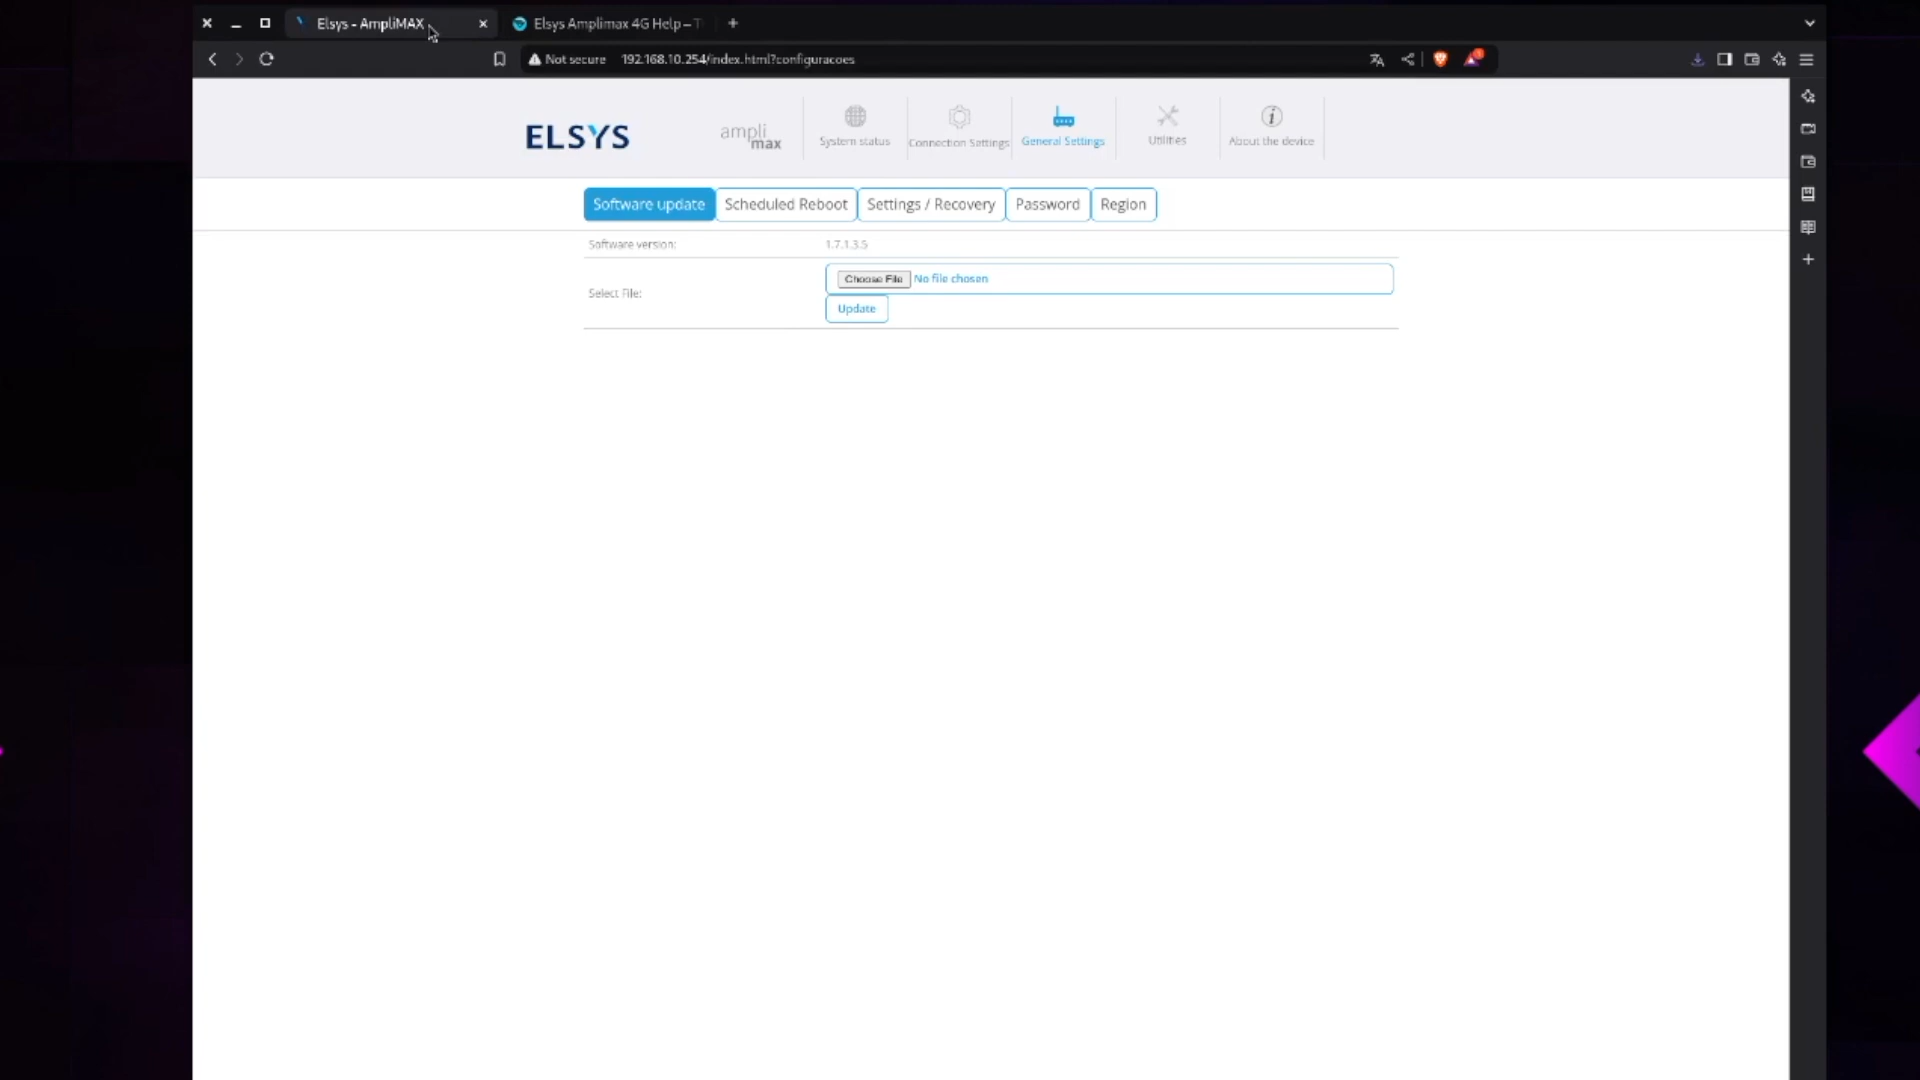 Elsys - AmpliMAX
Elsys Amplimax 4G Help – T
Not secure 192.168.10.254/index.html?configuracoes
ELSYS
ampli
max
System status
Connection Settings
General Settings
Utilities
About the device
Software update
Scheduled Reboot
Settings / Recovery
Password
Region
Software version: 1.7.1.3.5
Select File:
Choose File No file chosen
Update